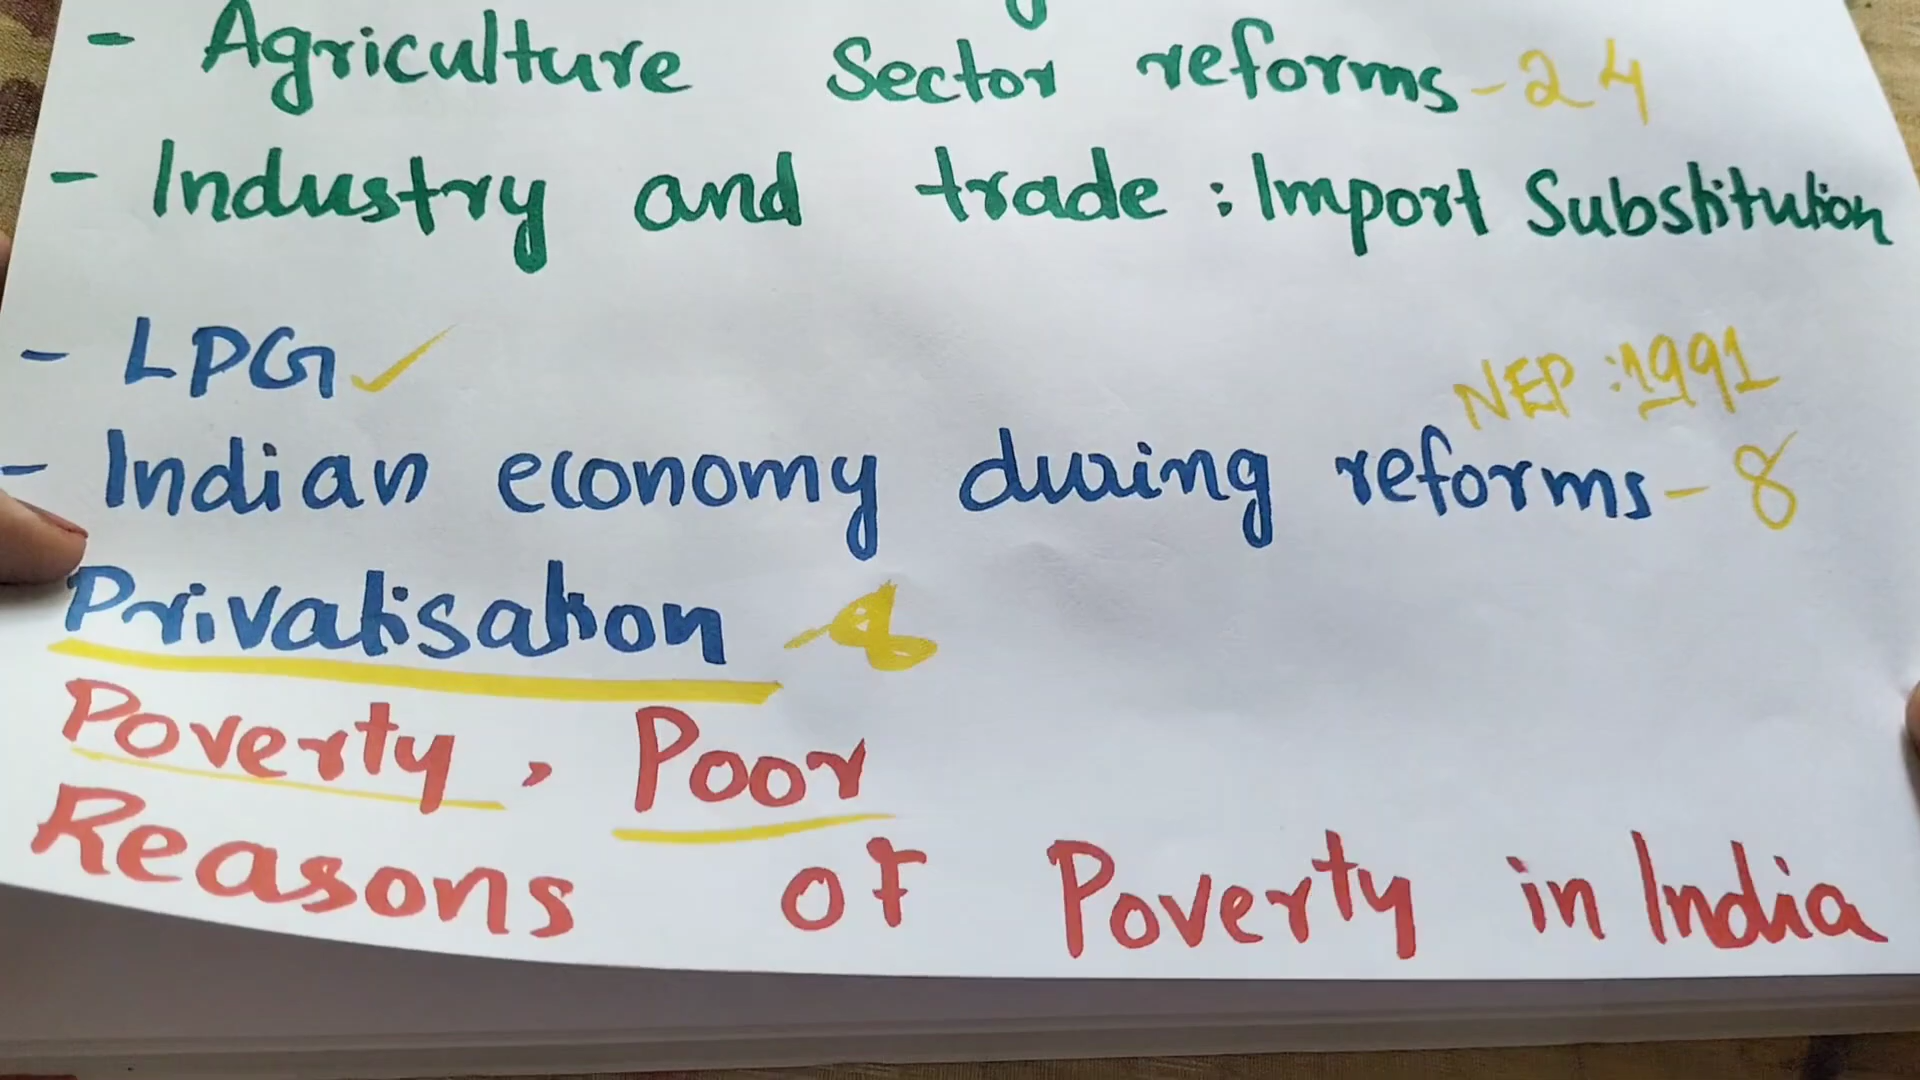 - Agriculture Sector reforms - 24
- Industry and trade : Import Substitution
- LPG ✓
NEP : 1991
- Indian economy during reforms - 8
Privatisation - 8
Poverty, Poor
Reasons of Poverty in India